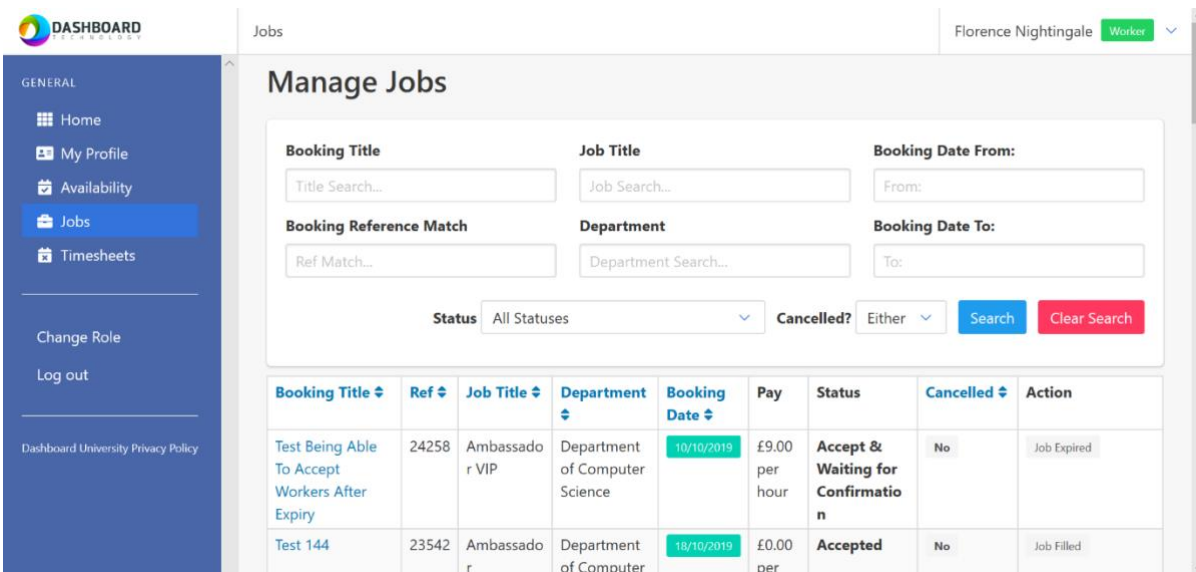 DASHBOARD
TECHNOLOGY
Jobs
Florence Nightingale Worker
GENERAL
Home
My Profile
Availability
Jobs
Timesheets
Change Role
Log out
Dashboard University Privacy Policy
Manage Jobs
Booking Title
Title Search...
Job Title
Job Search...
Booking Date From:
From:
Booking Reference Match
Ref Match...
Department
Department Search...
Booking Date To:
To:
Status All Statuses Cancelled? Either Search Clear Search
Booking Title Ref Job Title Department Booking Date Pay Status Cancelled Action
Test Being Able
To Accept
Workers After
Expiry
24258
Ambassado
r VIP
Department
of Computer
Science
10/10/2019
£9.00
per
hour
Accept &
Waiting for
Confirmatio
n
No
Job Expired
Test 144
23542
Ambassado
r
Department
of Computer
18/10/2019
£0.00
per
Accepted
No
Job Filled